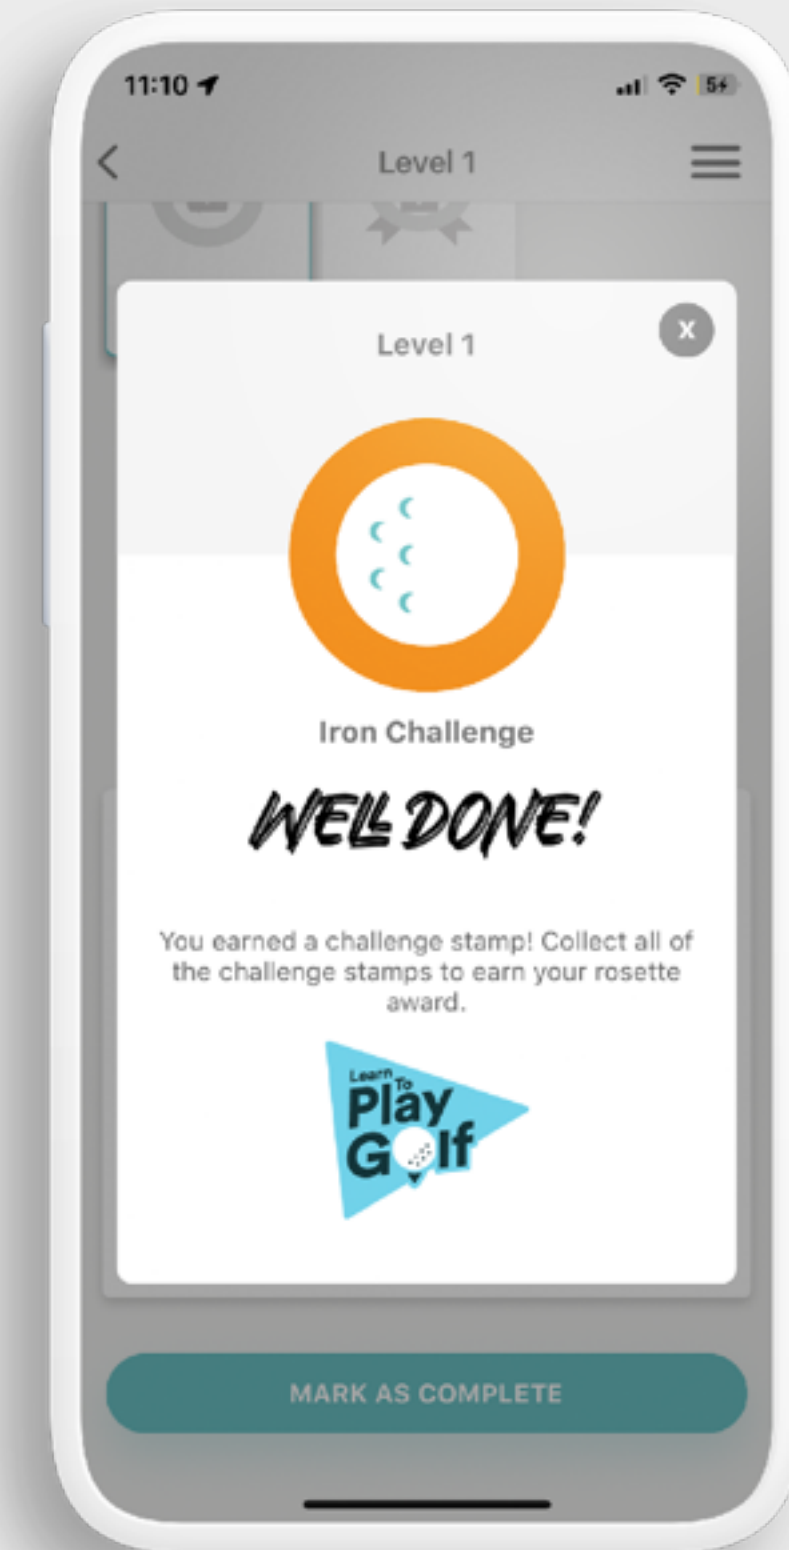 11:10
54
Level 1
Level 1
X
Iron Challenge
WELL DONE!
You earned a challenge stamp! Collect all of
the challenge stamps to earn your rosette
award.
Learn To
Play
Golf
MARK AS COMPLETE